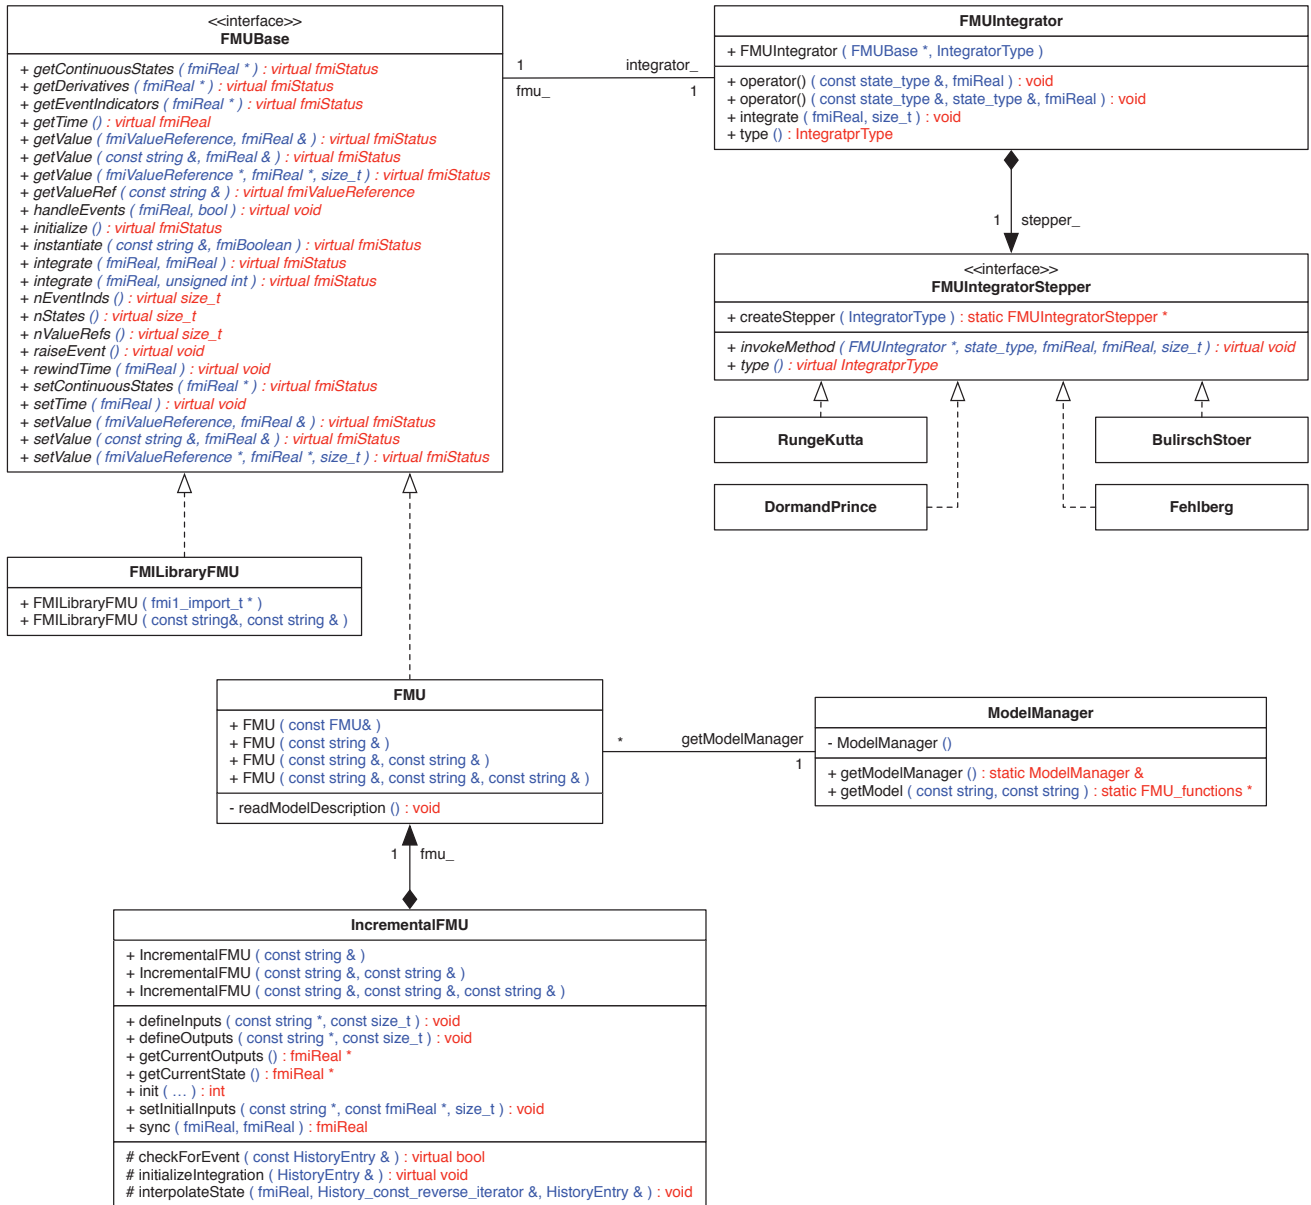 <<interface>>
FMUBase
+ getContinuousStates ( fmiReal * ) : virtual fmiStatus
+ getDerivatives ( fmiReal * ) : virtual fmiStatus
+ getEventIndicators ( fmiReal * ) : virtual fmiStatus
+ getTime () : virtual fmiReal
+ getValue ( fmiValueReference, fmiReal & ) : virtual fmiStatus
+ getValue ( const string &, fmiReal & ) : virtual fmiStatus
+ getValue ( fmiValueReference *, fmiReal *, size_t ) : virtual fmiStatus
+ getValueRef ( const string & ) : virtual fmiValueReference
+ handleEvents ( fmiReal, bool ) : virtual void
+ initialize () : virtual fmiStatus
+ instantiate ( const string &, fmiBoolean ) : virtual fmiStatus
+ integrate ( fmiReal, fmiReal ) : virtual fmiStatus
+ integrate ( fmiReal, unsigned int ) : virtual fmiStatus
+ nEventInds () : virtual size_t
+ nStates () : virtual size_t
+ nValueRefs () : virtual size_t
+ raiseEvent () : virtual void
+ rewindTime ( fmiReal ) : virtual void
+ setContinuousStates ( fmiReal * ) : virtual fmiStatus
+ setTime ( fmiReal ) : virtual void
+ setValue ( fmiValueReference, fmiReal & ) : virtual fmiStatus
+ setValue ( const string &, fmiReal & ) : virtual fmiStatus
+ setValue ( fmiValueReference *, fmiReal *, size_t ) : virtual fmiStatus
1
fmu_
integrator_
1
FMUIntegrator
+ FMUIntegrator ( FMUBase *, IntegratorType )
+ operator() ( const state_type &, fmiReal ) : void
+ operator() ( const state_type &, state_type &, fmiReal ) : void
+ integrate ( fmiReal, size_t ) : void
+ type () : IntegratprType
1 stepper_
<<interface>>
FMUIntegratorStepper
+ createStepper ( IntegratorType ) : static FMUIntegratorStepper *
+ invokeMethod ( FMUIntegrator *, state_type, fmiReal, fmiReal, size_t ) : virtual void
+ type () : virtual IntegratprType
RungeKutta
BulirschStoer
DormandPrince
Fehlberg
FMILibraryFMU
+ FMILibraryFMU ( fmi1_import_t * )
+ FMILibraryFMU ( const string&, const string & )
FMU
+ FMU ( const FMU& )
+ FMU ( const string & )
+ FMU ( const string &, const string & )
+ FMU ( const string &, const string &, const string & )
- readModelDescription () : void
*
getModelManager
1
ModelManager
- ModelManager ()
+ getModelManager () : static ModelManager &
+ getModel ( const string, const string ) : static FMU_functions *
1 fmu_
IncrementalFMU
+ IncrementalFMU ( const string & )
+ IncrementalFMU ( const string &, const string & )
+ IncrementalFMU ( const string &, const string &, const string & )
+ defineInputs ( const string *, const size_t ) : void
+ defineOutputs ( const string *, const size_t ) : void
+ getCurrentOutputs () : fmiReal *
+ getCurrentState () : fmiReal *
+ init ( ... ) : int
+ setInitialInputs ( const string *, const fmiReal *, size_t ) : void
+ sync ( fmiReal, fmiReal ) : fmiReal
# checkForEvent ( const HistoryEntry & ) : virtual bool
# initializeIntegration ( HistoryEntry & ) : virtual void
# interpolateState ( fmiReal, History_const_reverse_iterator &, HistoryEntry & ) : void